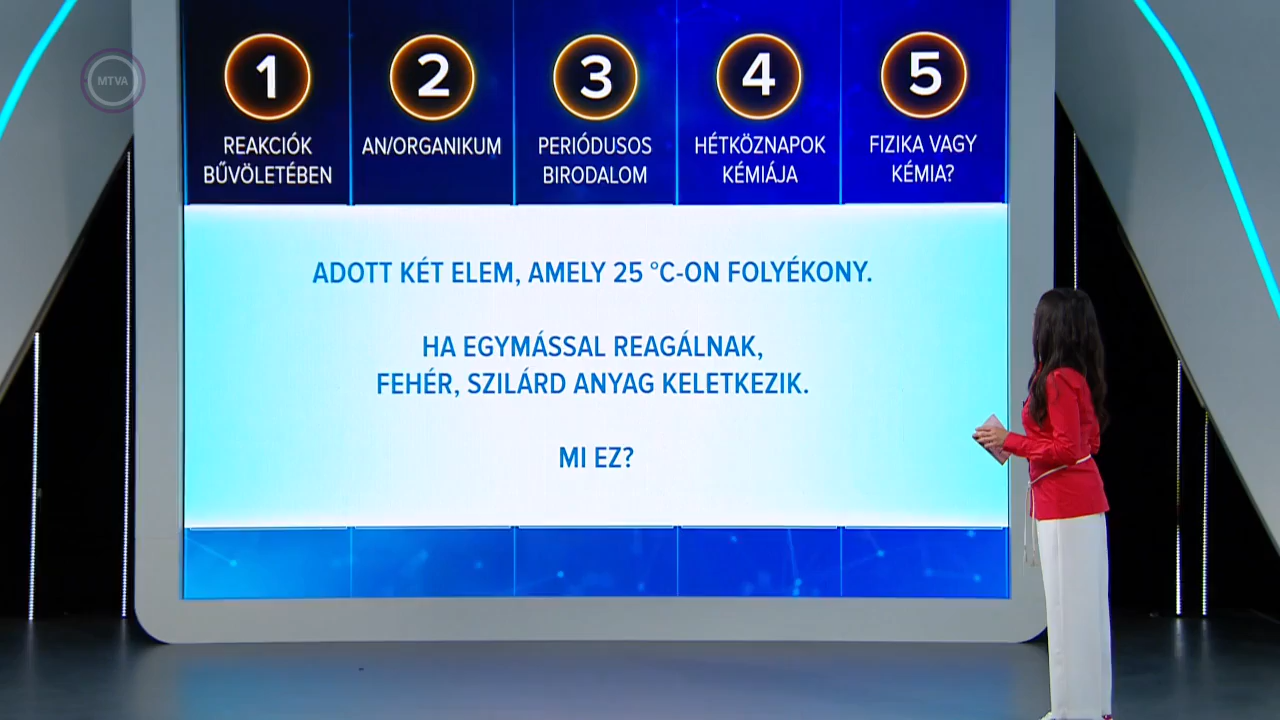 MTVA
1
2
3
4
5
REAKCIÓK
BŰVÖLETÉBEN
AN/ORGANIKUM
PERIÓDUSOS
BIRODALOM
HÉTKÖZNAPOK
KÉMIÁJA
FIZIKA VAGY
KÉMIA?
ADOTT KÉT ELEM, AMELY 25 °C-ON FOLYÉKONY.
HA EGYMÁSSAL REAGÁLNAK,
FEHÉR, SZILÁRD ANYAG KELETKEZIK.
MI EZ?